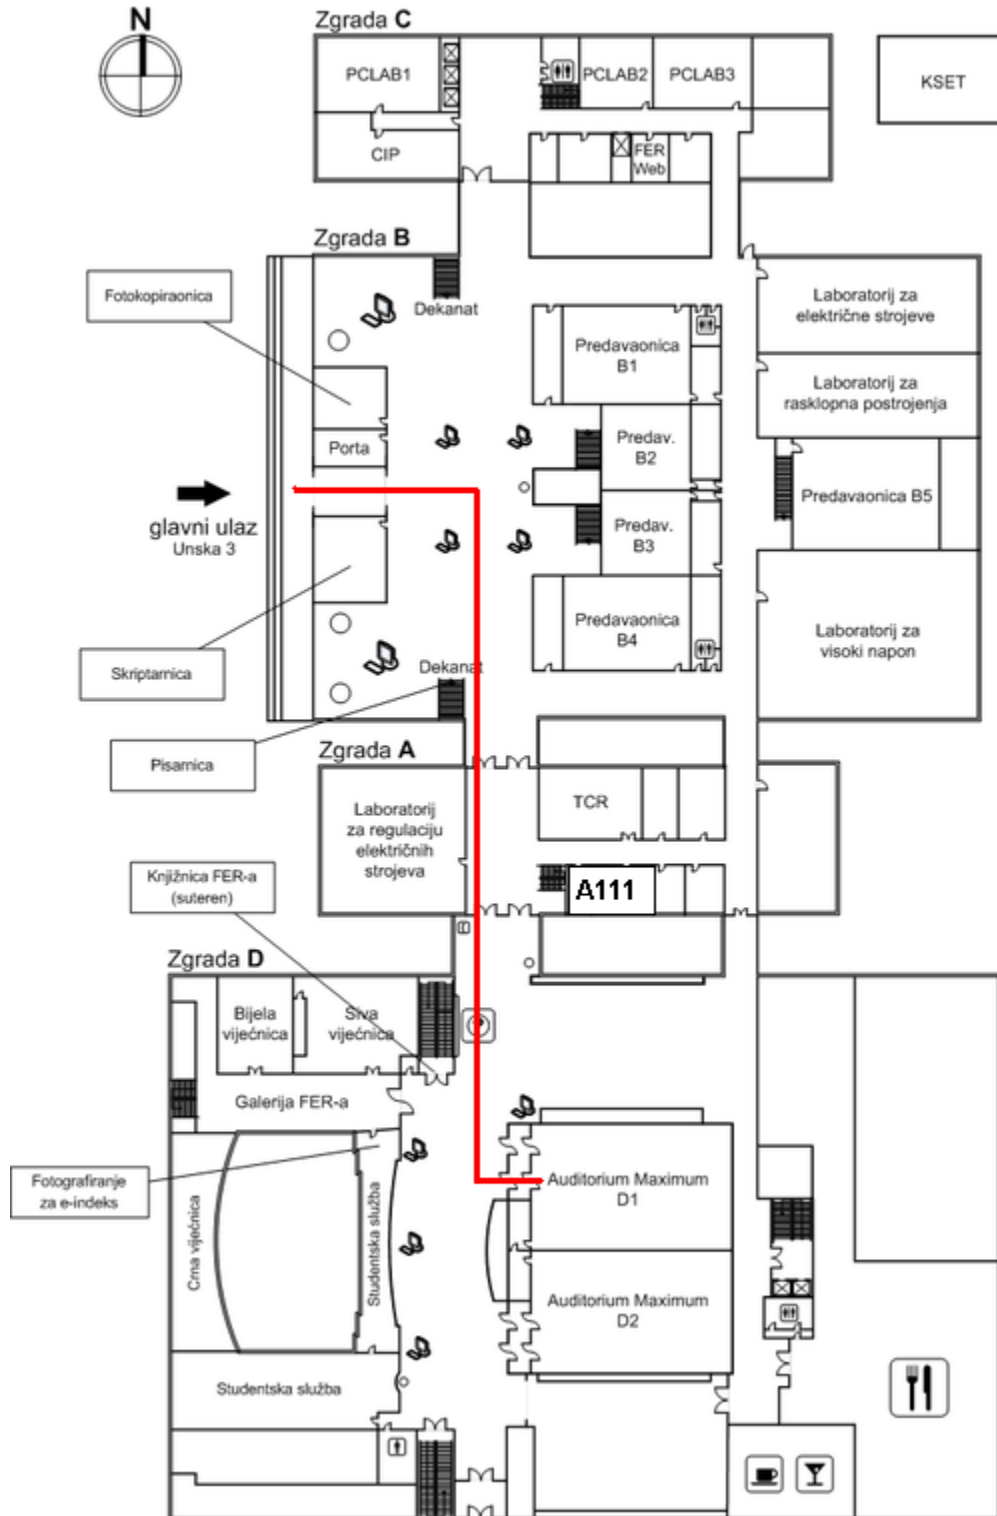 N
Zgrada C
PCLAB1
PCLAB2
PCLAB3
KSET
CIP
FER
Web
Zgrada B
Fotokopiraonica
Dekanat
Laboratorij za
električne strojeve
Predavaonica
B1
Laboratorij za
rasklopna postrojenja
Porta
Predav.
B2
glavni ulaz
Unska 3
Predavaonica B5
Predav.
B3
Predavaonica
B4
Laboratorij za
visoki napon
Skriptarnica
Dekanat
Pisarnica
Zgrada A
Laboratorij
za regulaciju
električnih
strojeva
TCR
Knjižnica FER-a
(suteren)
A111
Zgrada D
Bijela
vijećnica
Siva
vijećnica
Galerija FER-a
Fotografiranje
za e-indeks
Crna vijećnica
Studentska služba
Auditorium Maximum
D1
Auditorium Maximum
D2
Studentska služba